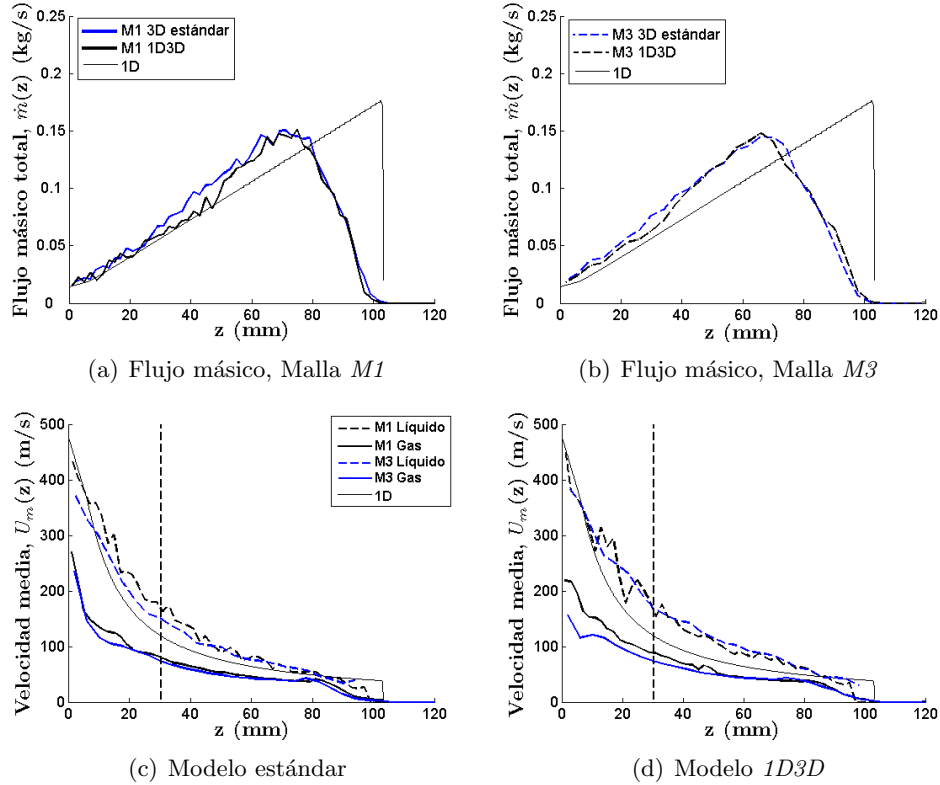 Flujo másico total, ṁ(z) (kg/s)
0.25
0.2
0.15
0.1
0.05
0
M1 3D estándar
M1 1D3D
1D
0 20 40 60 80 100 120
z (mm)
(a) Flujo másico, Malla M1
Flujo másico total, ṁ(z) (kg/s)
0.25
0.2
0.15
0.1
0.05
0
M3 3D estándar
M3 1D3D
1D
0 20 40 60 80 100 120
z (mm)
(b) Flujo másico, Malla M3
Velocidad media, Um(z) (m/s)
500
400
300
200
100
0
M1 Líquido
M1 Gas
M3 Líquido
M3 Gas
1D
0 20 40 60 80 100 120
z (mm)
(c) Modelo estándar
Velocidad media, Um(z) (m/s)
500
400
300
200
100
0
0 20 40 60 80 100 120
z (mm)
(d) Modelo 1D3D